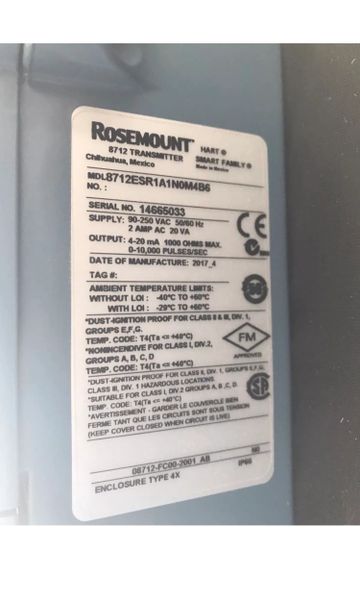 ROSEMOUNT
8712 TRANSMITTER
Chihuahua, Mexico
HART ®
SMART FAMILY ®
Made in Mexico
MDL 8712ESR1A1N0M4B6
NO. :
SERIAL NO. 14665033
SUPPLY: 90-250 VAC 50/60 Hz
2 AMP AC 20 VA
OUTPUT: 4-20 mA 1000 OHMS MAX.
0-10,000 PULSES/SEC
CE
DATE OF MANUFACTURE: 2017_4
TAG #:
AMBIENT TEMPERATURE LIMITS:
WITHOUT LOI : -40°C TO +60°C
WITH LOI : -29°C TO +60°C
*DUST-IGNITION PROOF FOR CLASS II & III, DIV.1,
GROUPS E,F,G.
TEMP. CODE: T4(Ta <= +40°C)
*NONINCENDIVE FOR CLASS I, DIV.2,
GROUPS A, B, C, D
TEMP. CODE: T4(Ta <= +40°C)
FM
APPROVED
*DUST-IGNITION PROOF FOR CLASS II, DIV. 1, GROUPS E,F,G.
CLASS III, DIV. 1 HAZARDOUS LOCATIONS.
*SUITABLE FOR CLASS I, DIV 2 GROUPS A, B, C, D.
TEMP. CODE: T4(Ta <= +40°C)
*AVERTISSEMENT - GARDER LE COUVERCLE BIEN
FERME TANT QUE LES CIRCUITS SONT SOUS TENSION
(KEEP COVER CLOSED WHEN CIRCUIT IS LIVE)
08712-FC00-2001 AB
N0
ENCLOSURE TYPE 4X
IP66